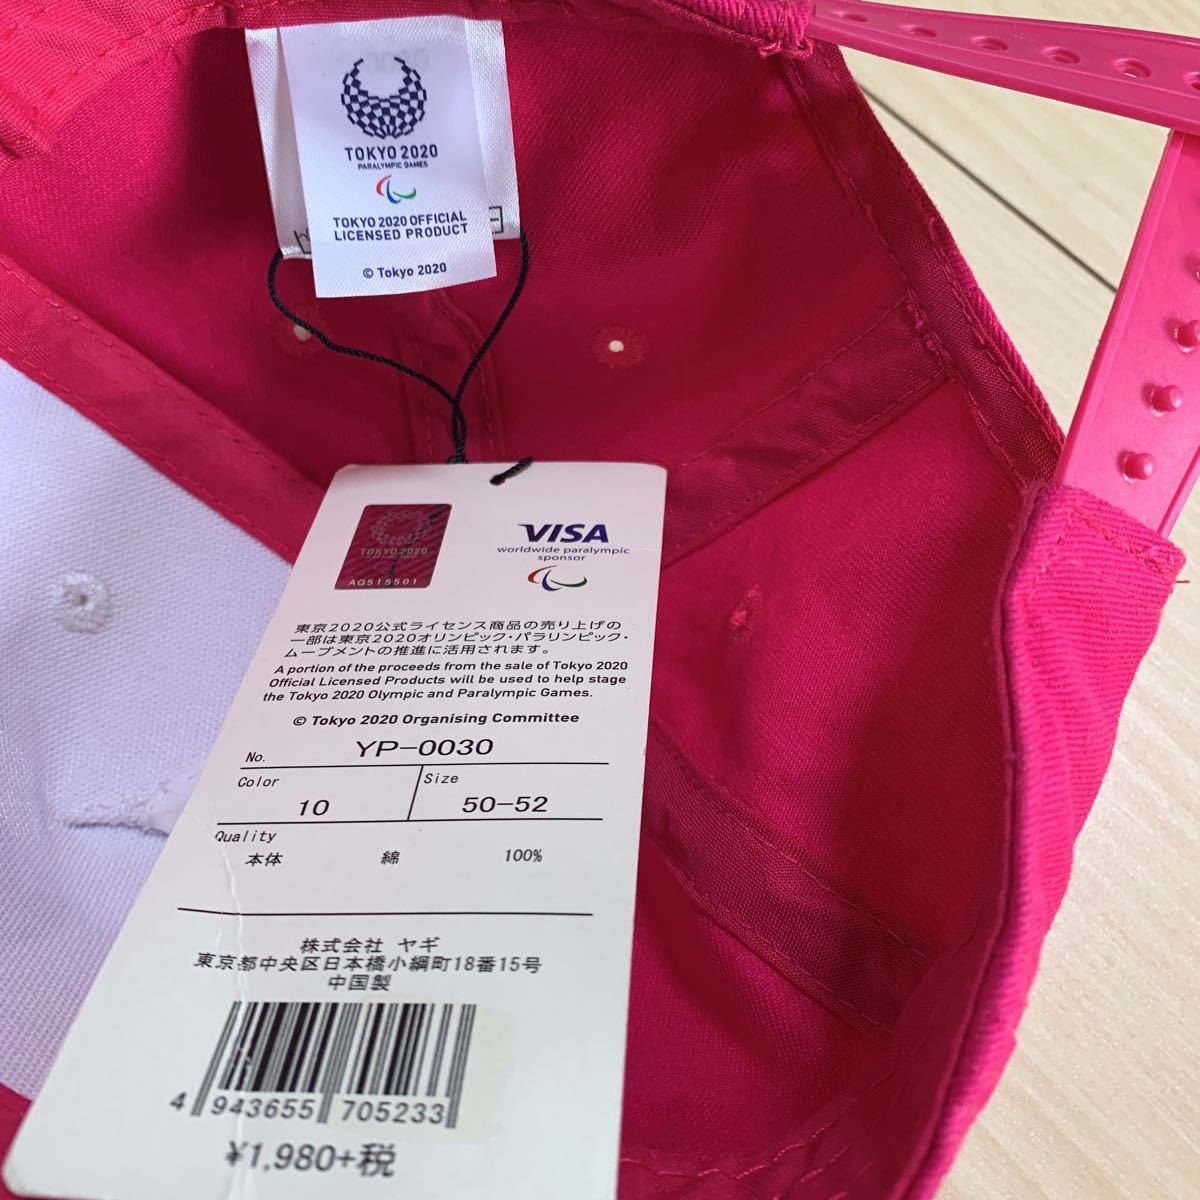 TOKYO 2020
PARALYMPIC GAMES
TOKYO 2020 OFFICIAL
LICENSED PRODUCT
© Tokyo 2020
TOKYO 2020
AG515501
VISA
worldwide paralympic
sponsor
東京2020公式ライセンス商品の売り上げの
一部は東京2020オリンピック・パラリンピック・
ムーブメントの推進に活用されます。
A portion of the proceeds from the sale of Tokyo 2020
Official Licensed Products will be used to help stage
the Tokyo 2020 Olympic and Paralympic Games.
© Tokyo 2020 Organising Committee
No. YP-0030
Color Size
10 50-52
Quality
本体 綿 100%
株式会社 ヤギ
東京都中央区日本橋小網町18番15号
中国製
4 943655 705233
¥1,980+税